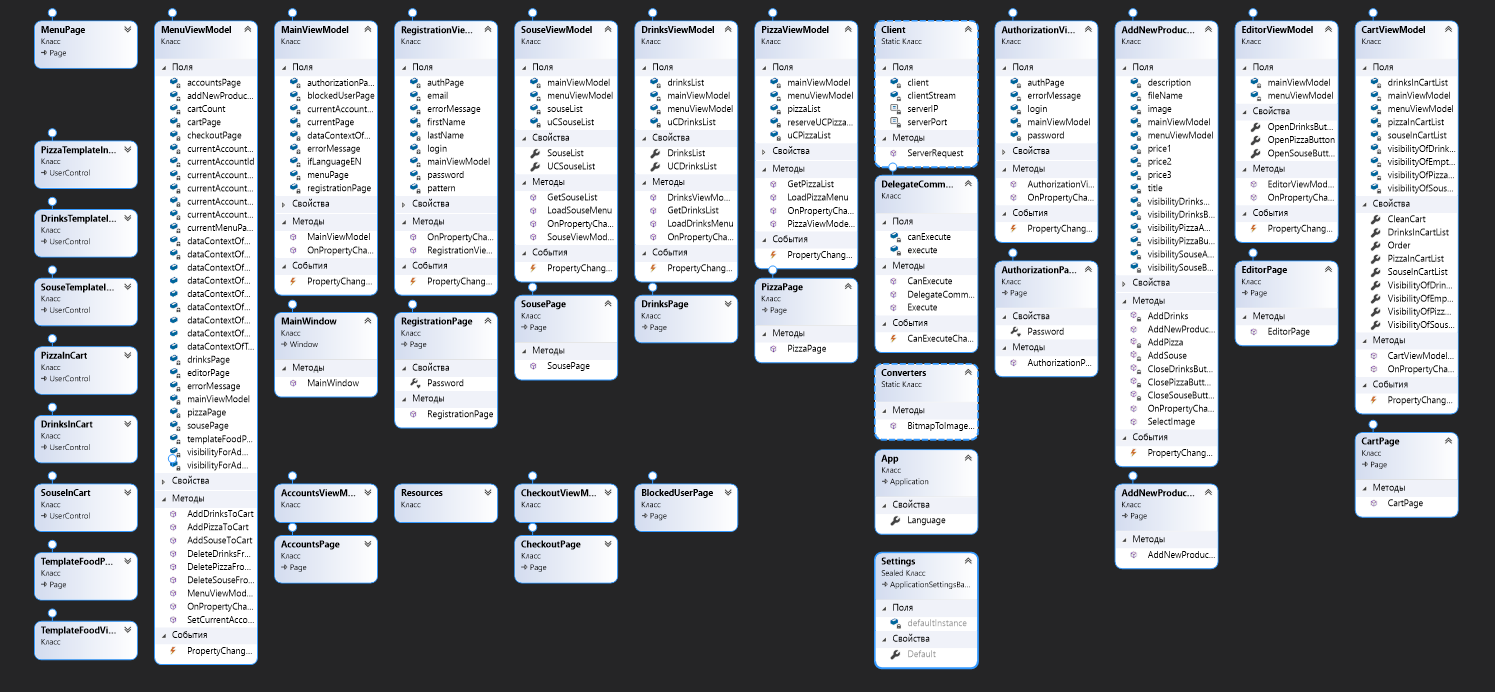 MenuPage
Класс
Page
PizzaTemplateIn...
Класс
UserControl
DrinksTemplateI...
Класс
UserControl
SouseTemplateI...
Класс
UserControl
PizzaInCart
Класс
UserControl
DrinksInCart
Класс
UserControl
SouseInCart
Класс
UserControl
TemplateFoodP...
Класс
Page
TemplateFoodVi...
Класс
MenuViewModel
Класс
Поля
accountsPage
addNewProduc...
cartCount
cartPage
checkoutPage
currentAccount...
currentAccountId
currentAccount...
currentAccount...
currentAccount...
currentAccount...
currentMenuPa...
dataContextOf...
dataContextOf...
dataContextOf...
dataContextOf...
dataContextOf...
dataContextOf...
dataContextOf...
dataContextOf...
dataContextOfT...
drinksPage
editorPage
errorMessage
mainViewModel
pizzaPage
sousePage
templateFoodP...
visibilityForAd...
visibilityForAd...
Свойства
Методы
AddDrinksToCart
AddPizzaToCart
AddSouseToCart
DeleteDrinksFr...
DeletePizzaFro...
DeleteSouseFro...
MenuViewMod...
OnPropertyCha...
SetCurrentAcco...
События
PropertyChang...
MainViewModel
Класс
Поля
authorizationPa...
blockedUserPage
currentAccount...
currentPage
dataContextOf...
errorMessage
ifLanguageEN
menuPage
registrationPage
Свойства
Методы
MainViewModel
OnPropertyCha...
События
PropertyChang...
MainWindow
Класс
Window
Методы
MainWindow
AccountsViewM...
Класс
AccountsPage
Класс
Page
RegistrationVie...
Класс
Поля
authPage
email
errorMessage
firstName
lastName
login
mainViewModel
password
pattern
Свойства
Методы
OnPropertyCha...
RegistrationVie...
События
PropertyChang...
RegistrationPage
Класс
Page
Свойства
Password
Методы
RegistrationPage
Resources
Класс
SouseViewModel
Класс
Поля
mainViewModel
menuViewModel
souseList
uCSouseList
Свойства
SouseList
UCSouseList
Методы
GetSouseList
LoadSouseMenu
OnPropertyCha...
SouseViewMod...
События
PropertyChang...
SousePage
Класс
Page
Методы
SousePage
CheckoutViewM...
Класс
CheckoutPage
Класс
Page
DrinksViewModel
Класс
Поля
drinksList
mainViewModel
menuViewModel
uCDrinksList
Свойства
DrinksList
UCDrinksList
Методы
DrinksViewMo...
GetDrinksList
LoadDrinksMenu
OnPropertyCha...
События
PropertyChang...
DrinksPage
Класс
Page
BlockedUserPage
Класс
Page
PizzaViewModel
Класс
Поля
mainViewModel
menuViewModel
pizzaList
reserveUCPizza...
uCPizzaList
Свойства
Методы
GetPizzaList
LoadPizzaMenu
OnPropertyCha...
PizzaViewMode...
События
PropertyChang...
PizzaPage
Класс
Page
Методы
PizzaPage
Client
Static Класс
Поля
client
clientStream
serverIP
serverPort
Методы
ServerRequest
DelegateComm...
Класс
Поля
canExecute
execute
Методы
CanExecute
DelegateComm...
Execute
События
CanExecuteCha...
Converters
Static Класс
Методы
BitmapToImage...
App
Класс
Application
Свойства
Language
Settings
Sealed Класс
ApplicationSettingsBa...
Поля
defaultInstance
Свойства
Default
AuthorizationVi...
Класс
Поля
authPage
errorMessage
login
mainViewModel
password
Свойства
Методы
AuthorizationVi...
OnPropertyCha...
События
PropertyChang...
AuthorizationPa...
Класс
Page
Свойства
Password
Методы
AuthorizationP...
AddNewProduc...
Класс
Поля
description
fileName
image
mainViewModel
menuViewModel
price1
price2
price3
title
visibilityDrinks...
visibilityDrinksB...
visibilityPizzaA...
visibilityPizzaBu...
visibilitySouseA...
visibilitySouseB...
Свойства
Методы
AddDrinks
AddNewProduc...
AddPizza
AddSouse
CloseDrinksBut...
ClosePizzaButt...
CloseSouseButt...
OnPropertyCha...
SelectImage
События
PropertyChang...
AddNewProduc...
Класс
Page
Методы
AddNewProduc...
EditorViewModel
Класс
Поля
mainViewModel
menuViewModel
Свойства
OpenDrinksBut...
OpenPizzaButton
OpenSouseButt...
Методы
EditorViewMod...
OnPropertyCha...
События
PropertyChang...
EditorPage
Класс
Page
Методы
EditorPage
CartViewModel
Класс
Поля
drinksInCartList
mainViewModel
menuViewModel
pizzaInCartList
souseInCartList
visibilityOfDrink...
visibilityOfEmpt...
visibilityOfPizza...
visibilityOfSous...
Свойства
CleanCart
DrinksInCartList
Order
PizzaInCartList
SouseInCartList
VisibilityOfDrin...
VisibilityOfEmp...
VisibilityOfPizz...
VisibilityOfSous...
Методы
CartViewModel...
OnPropertyCha...
События
PropertyChang...
CartPage
Класс
Page
Методы
CartPage